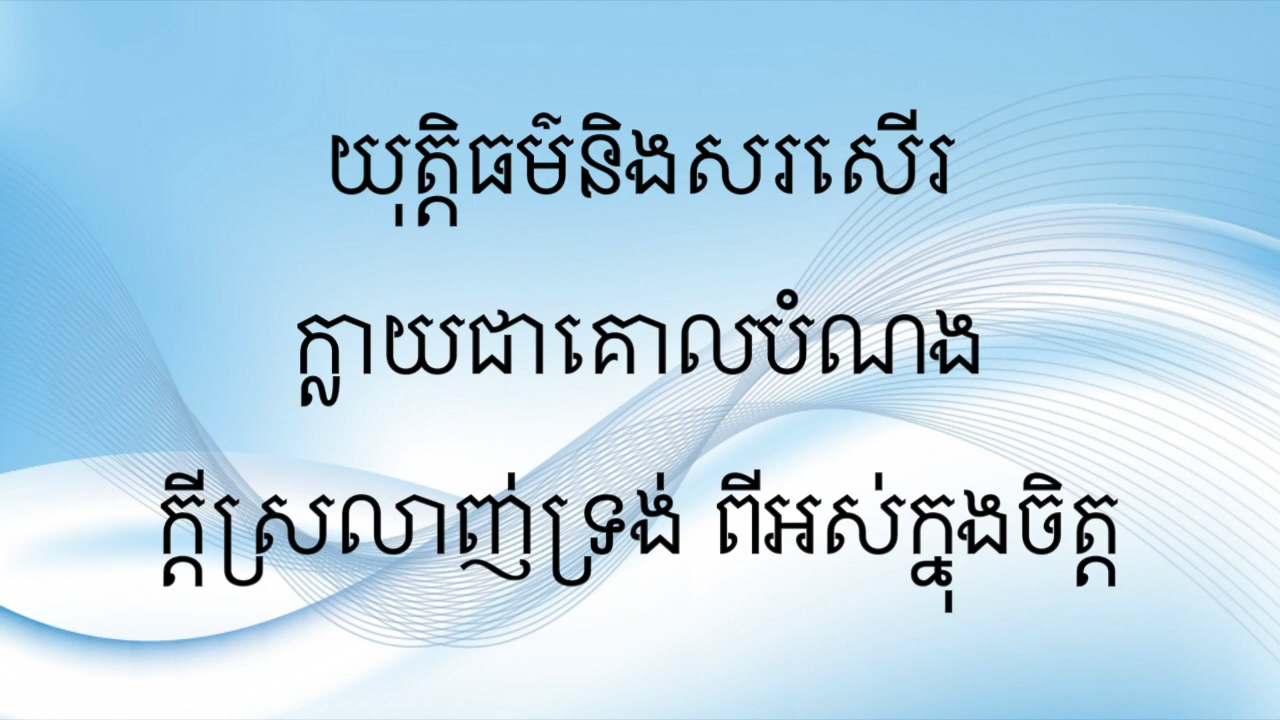 យុត្តិធម៌និងសរសើរ
ក្លាយជាគោលបំណង
ក្តីស្រលាញ់ទ្រង់ ពីអស់ក្នុងចិត្ត